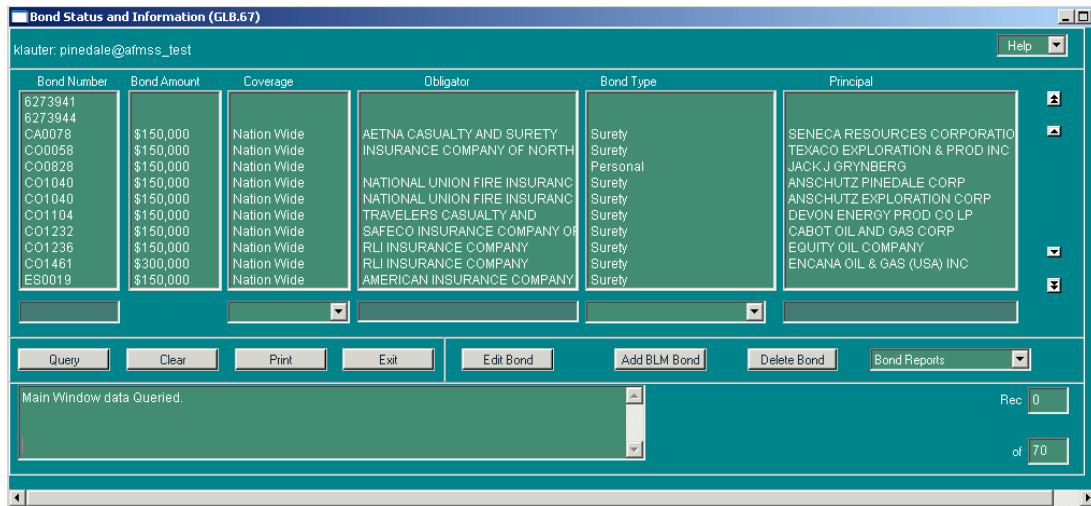 Bond Status and Information (GLB.67)
klauter: pinedale@afmss_test Help
Bond Number Bond Amount Coverage Obligator Bond Type Principal
6273941
6273944
CA0078 $150,000 Nation Wide AETNA CASUALTY AND SURETY Surety SENECA RESOURCES CORPORATIO
CO0058 $150,000 Nation Wide INSURANCE COMPANY OF NORTH Surety TEXACO EXPLORATION & PROD INC
CO0828 $150,000 Nation Wide Personal JACK J GRYNBERG
CO1040 $150,000 Nation Wide NATIONAL UNION FIRE INSURANC Surety ANSCHUTZ PINEDALE CORP
CO1040 $150,000 Nation Wide NATIONAL UNION FIRE INSURANC Surety ANSCHUTZ EXPLORATION CORP
CO1104 $150,000 Nation Wide TRAVELERS CASUALTY AND Surety DEVON ENERGY PROD CO LP
CO1232 $150,000 Nation Wide SAFECO INSURANCE COMPANY OF Surety CABOT OIL AND GAS CORP
CO1236 $150,000 Nation Wide RLI INSURANCE COMPANY Surety EQUITY OIL COMPANY
CO1461 $300,000 Nation Wide RLI INSURANCE COMPANY Surety ENCANA OIL & GAS (USA) INC
ES0019 $150,000 Nation Wide AMERICAN INSURANCE COMPANY Surety
Query Clear Print Exit Edit Bond Add BLM Bond Delete Bond Bond Reports
Main Window data Queried. Rec 0
of 70